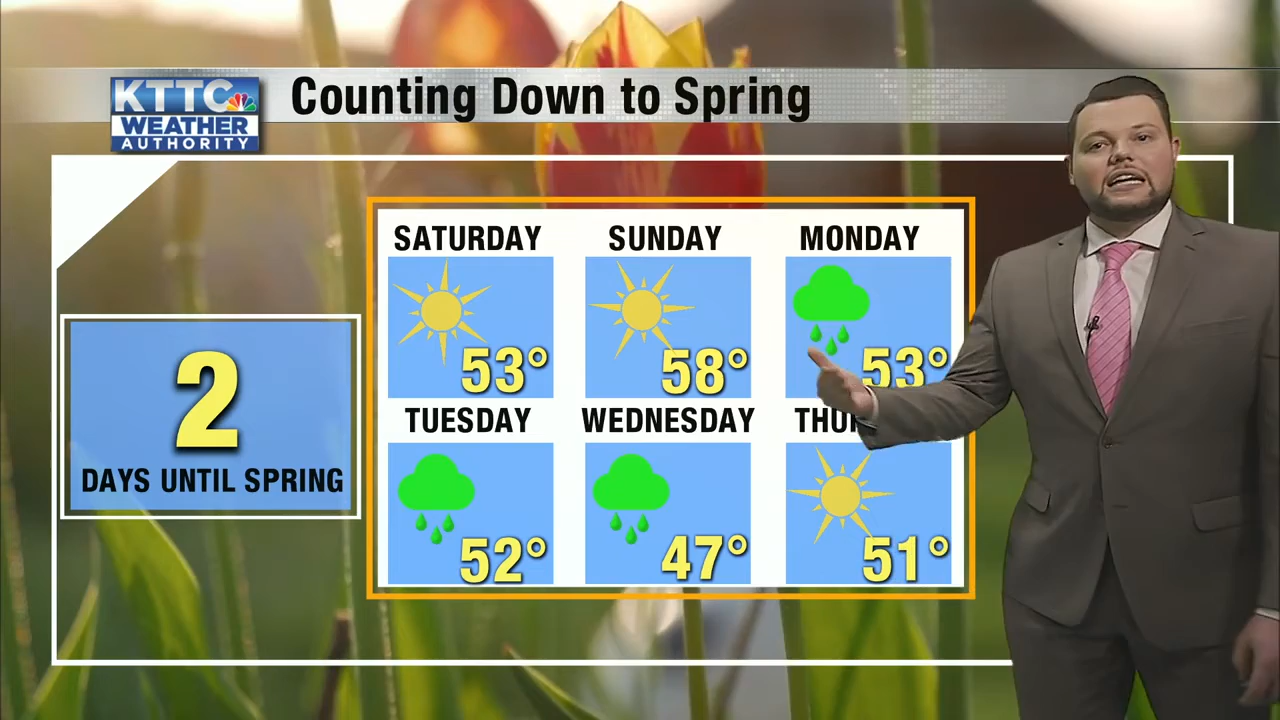 KTTC
WEATHER
AUTHORITY
Counting Down to Spring
SATURDAY SUNDAY MONDAY
53° 58° 53°
2
DAYS UNTIL SPRING
TUESDAY WEDNESDAY
52° 47° 51°